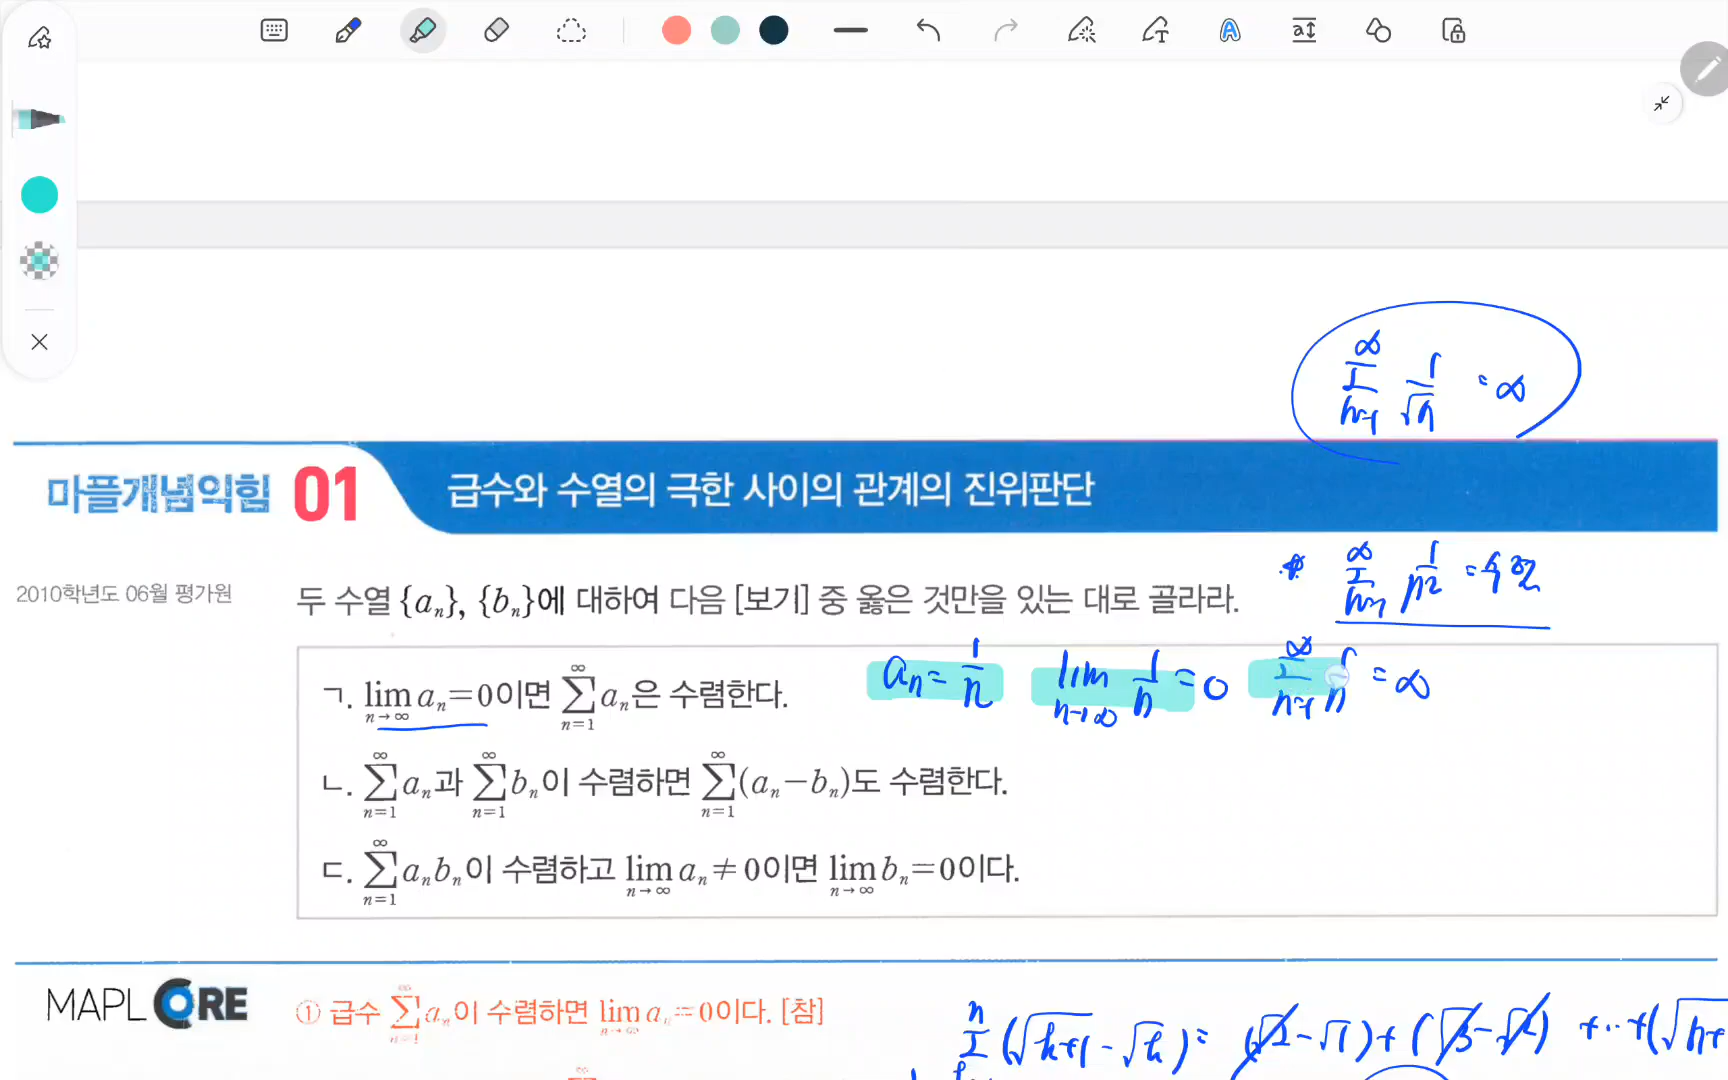 ∞
Σ 1/√n = ∞
n=1
마플개념익힘 01 급수와 수열의 극한 사이의 관계의 진위판단
∞
* Σ 1/n² = 수렴
n=1
2010학년도 06월 평가원
두 수열 {aₙ}, {bₙ}에 대하여 다음 [보기] 중 옳은 것만을 있는 대로 골라라.
ㄱ. lim_{n→∞} aₙ=0이면 ∑_{n=1}^{∞} aₙ은 수렴한다. aₙ = 1/n lim_{n→∞} 1/n = 0 ∑_{n=1}^{∞} 1/n = ∞
ㄴ. ∑_{n=1}^{∞} aₙ과 ∑_{n=1}^{∞} bₙ이 수렴하면 ∑_{n=1}^{∞} (aₙ−bₙ)도 수렴한다.
ㄷ. ∑_{n=1}^{∞} aₙbₙ이 수렴하고 lim_{n→∞} aₙ≠0이면 lim_{n→∞} bₙ=0이다.
MAPL CORE
① 급수 ∑_{n=1}^{∞} aₙ이 수렴하면 lim_{n→∞} aₙ=0이다. [참]
n
Σ (√k+1 − √k) = (√2−√1) + (√3−√2) + ‥ + (√n+